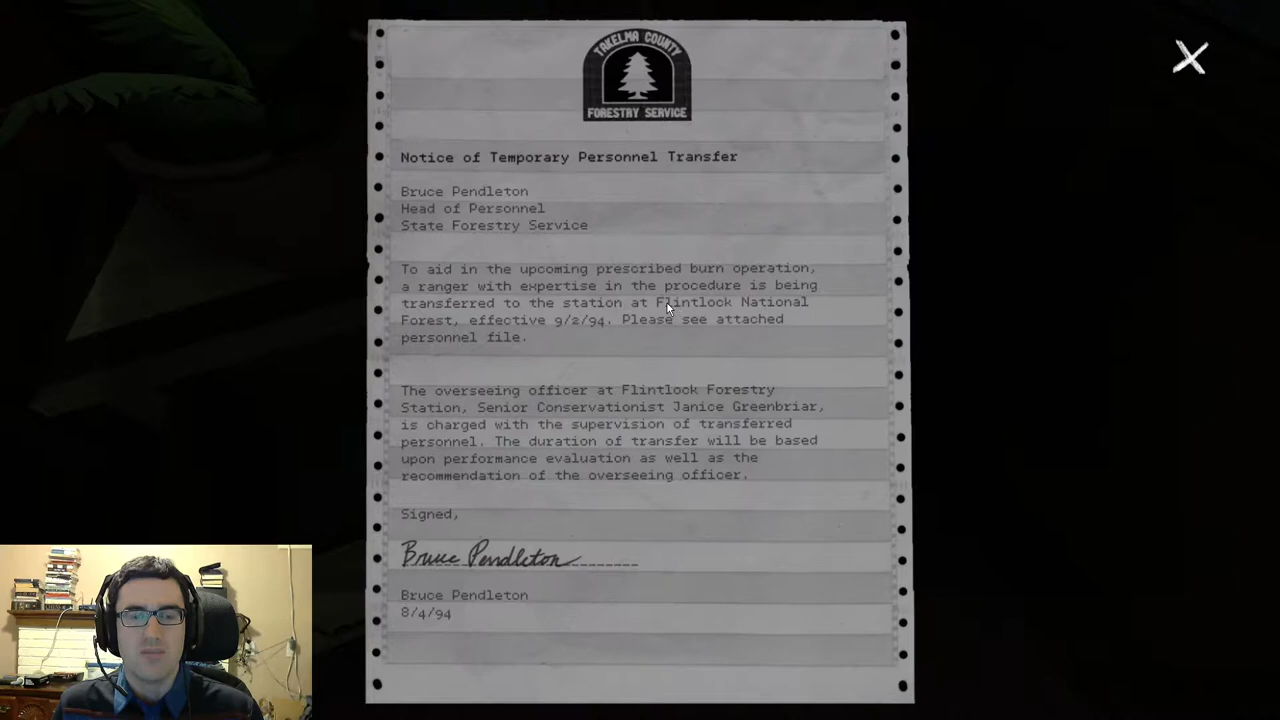 TAKELMA COUNTY
FORESTRY SERVICE
Notice of Temporary Personnel Transfer
Bruce Pendleton
Head of Personnel
State Forestry Service
To aid in the upcoming prescribed burn operation,
a ranger with expertise in the procedure is being
transferred to the station at Flintlock National
Forest, effective 9/2/94. Please see attached
personnel file.
The overseeing officer at Flintlock Forestry
Station, Senior Conservationist Janice Greenbriar,
is charged with the supervision of transferred
personnel. The duration of transfer will be based
upon performance evaluation as well as the
recommendation of the overseeing officer.
Signed,
Bruce Pendleton
Bruce Pendleton
8/4/94